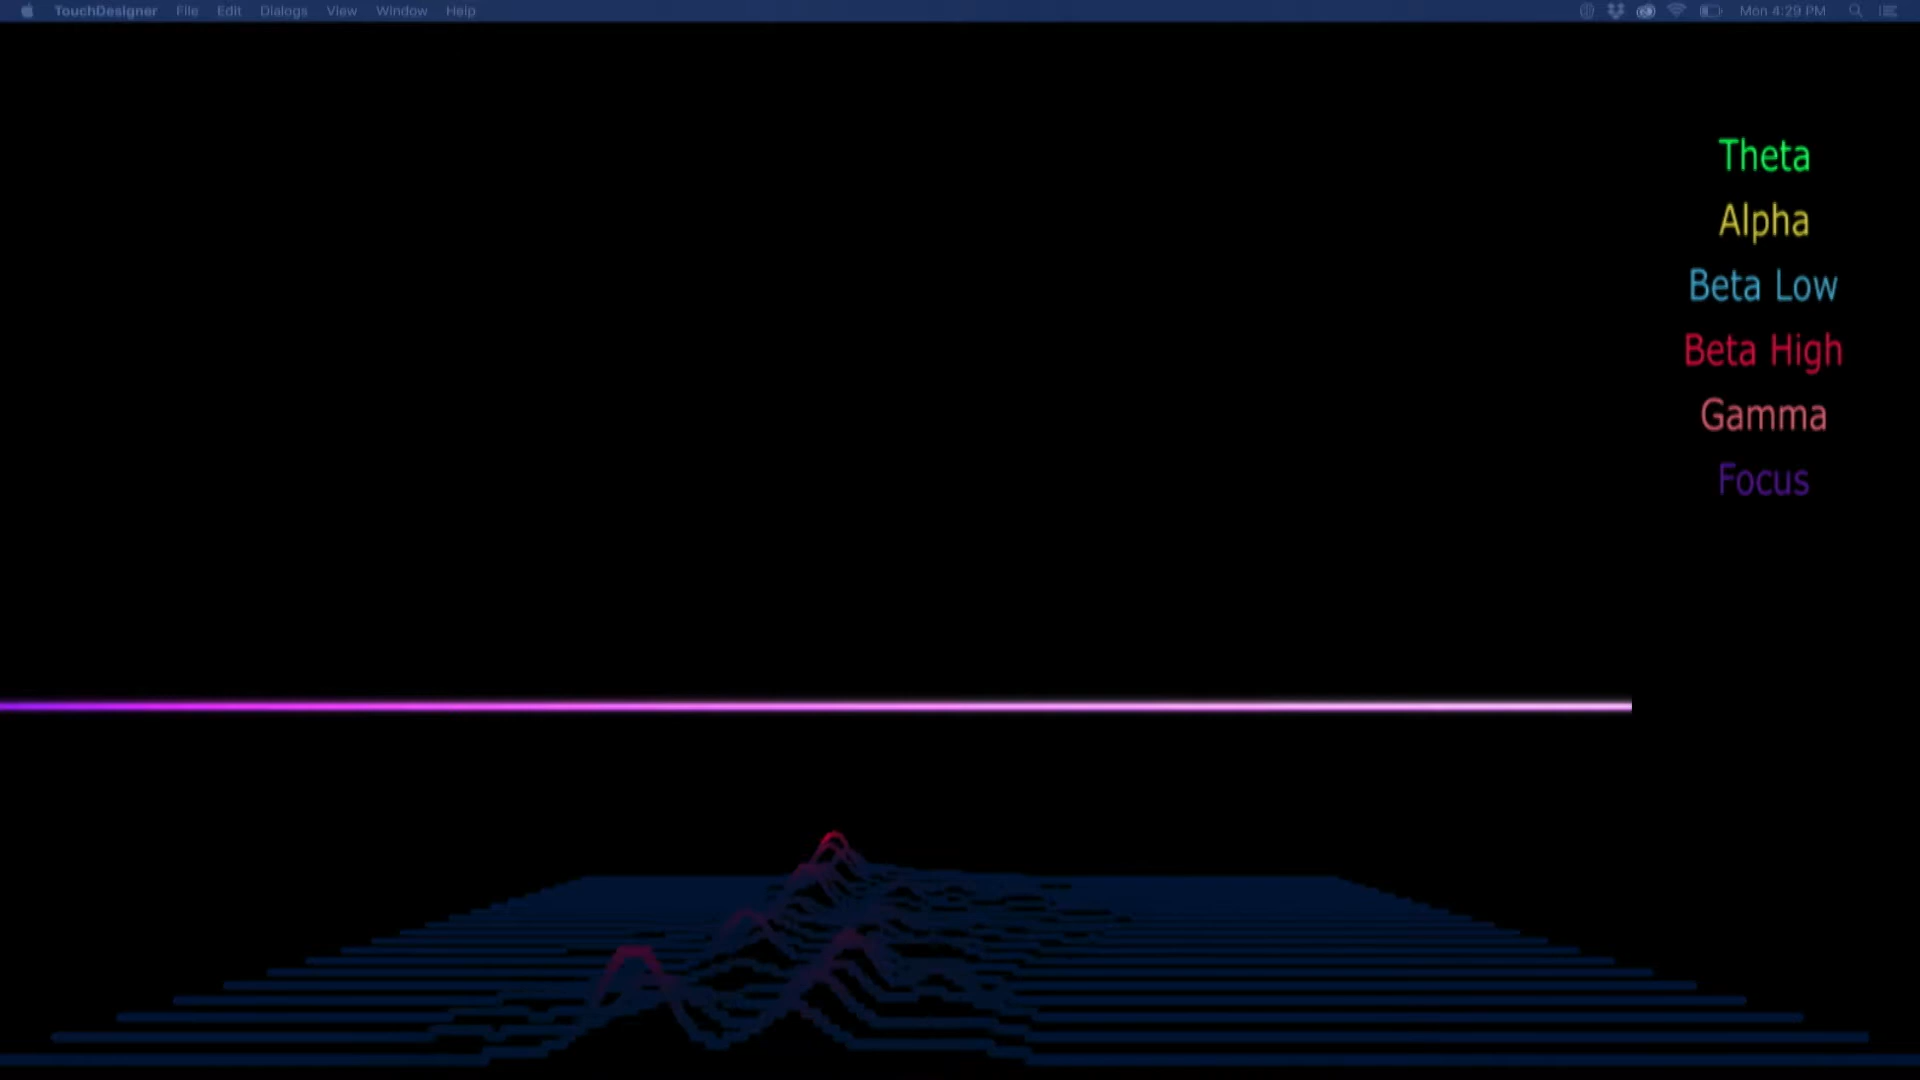 TouchDesigner File Edit Dialogs View Window Help Mon 4:29 PM
Theta
Alpha
Beta Low
Beta High
Gamma
Focus